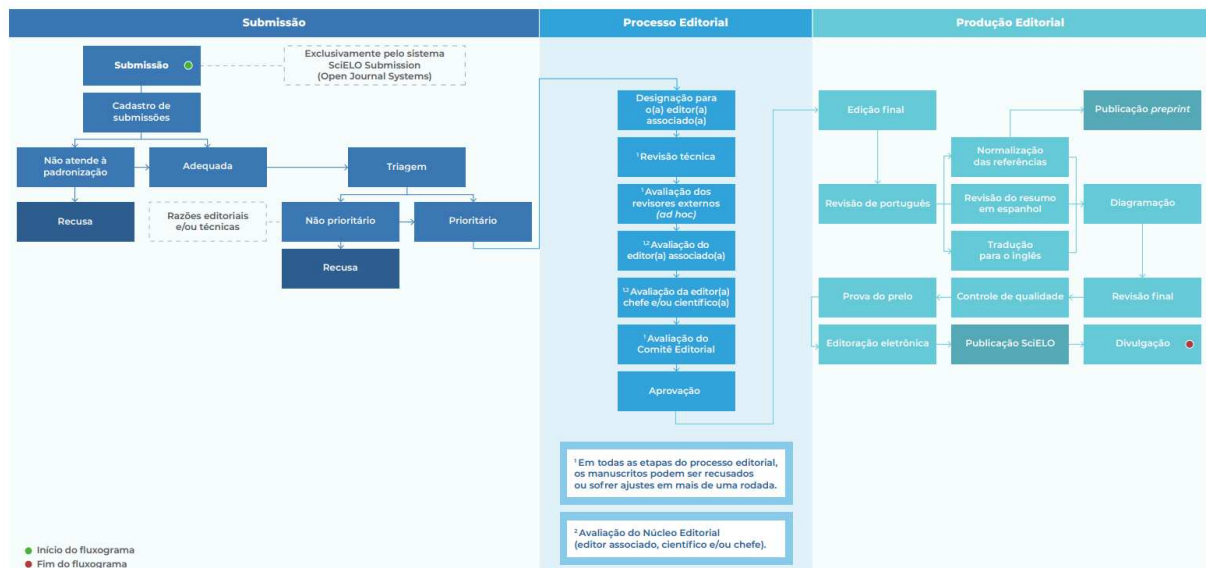 Submissão
Submissão
Exclusivamente pelo sistema
SciELO Submission
(Open Journal Systems)
Cadastro de
submissões
Não atende à
padronização
Adequada
Triagem
Recusa
Razões editoriais
e/ou técnicas
Não prioritário
Prioritário
Recusa
Início do fluxograma
Fim do fluxograma
Processo Editorial
Designação para
o(a) editor(a)
associado(a)
¹ Revisão técnica
¹ Avaliação dos
revisores externos
(ad hoc)
¹,² Avaliação do
editor(a) associado(a)
¹,² Avaliação da editor(a)
chefe e/ou científico(a)
¹ Avaliação do
Comitê Editorial
Aprovação
¹ Em todas as etapas do processo editorial,
os manuscritos podem ser recusados
ou sofrer ajustes em mais de uma rodada.
² Avaliação do Núcleo Editorial
(editor associado, científico e/ou chefe).
Produção Editorial
Edição final
Publicação preprint
Normalização
das referências
Revisão de português
Revisão do resumo
em espanhol
Diagramação
Tradução
para o inglês
Prova do prelo
Controle de qualidade
Revisão final
Editoração eletrônica
Publicação SciELO
Divulgação